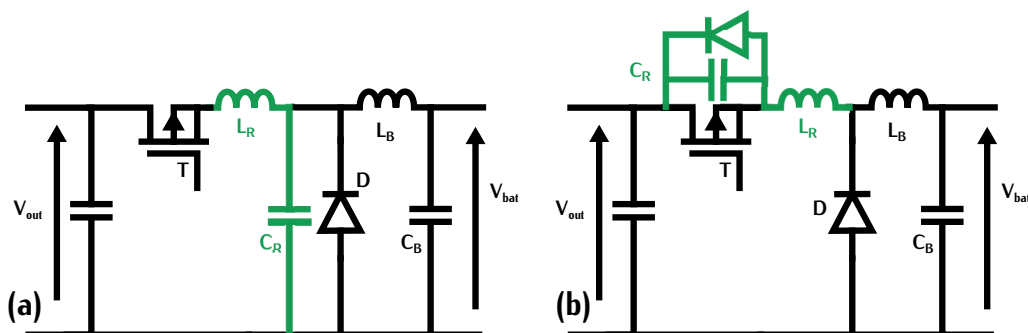 (a)
V_out
T
L_R
C_R
D
L_B
C_B
V_bat
(b)
V_out
C_R
T
L_R
D
L_B
C_B
V_bat